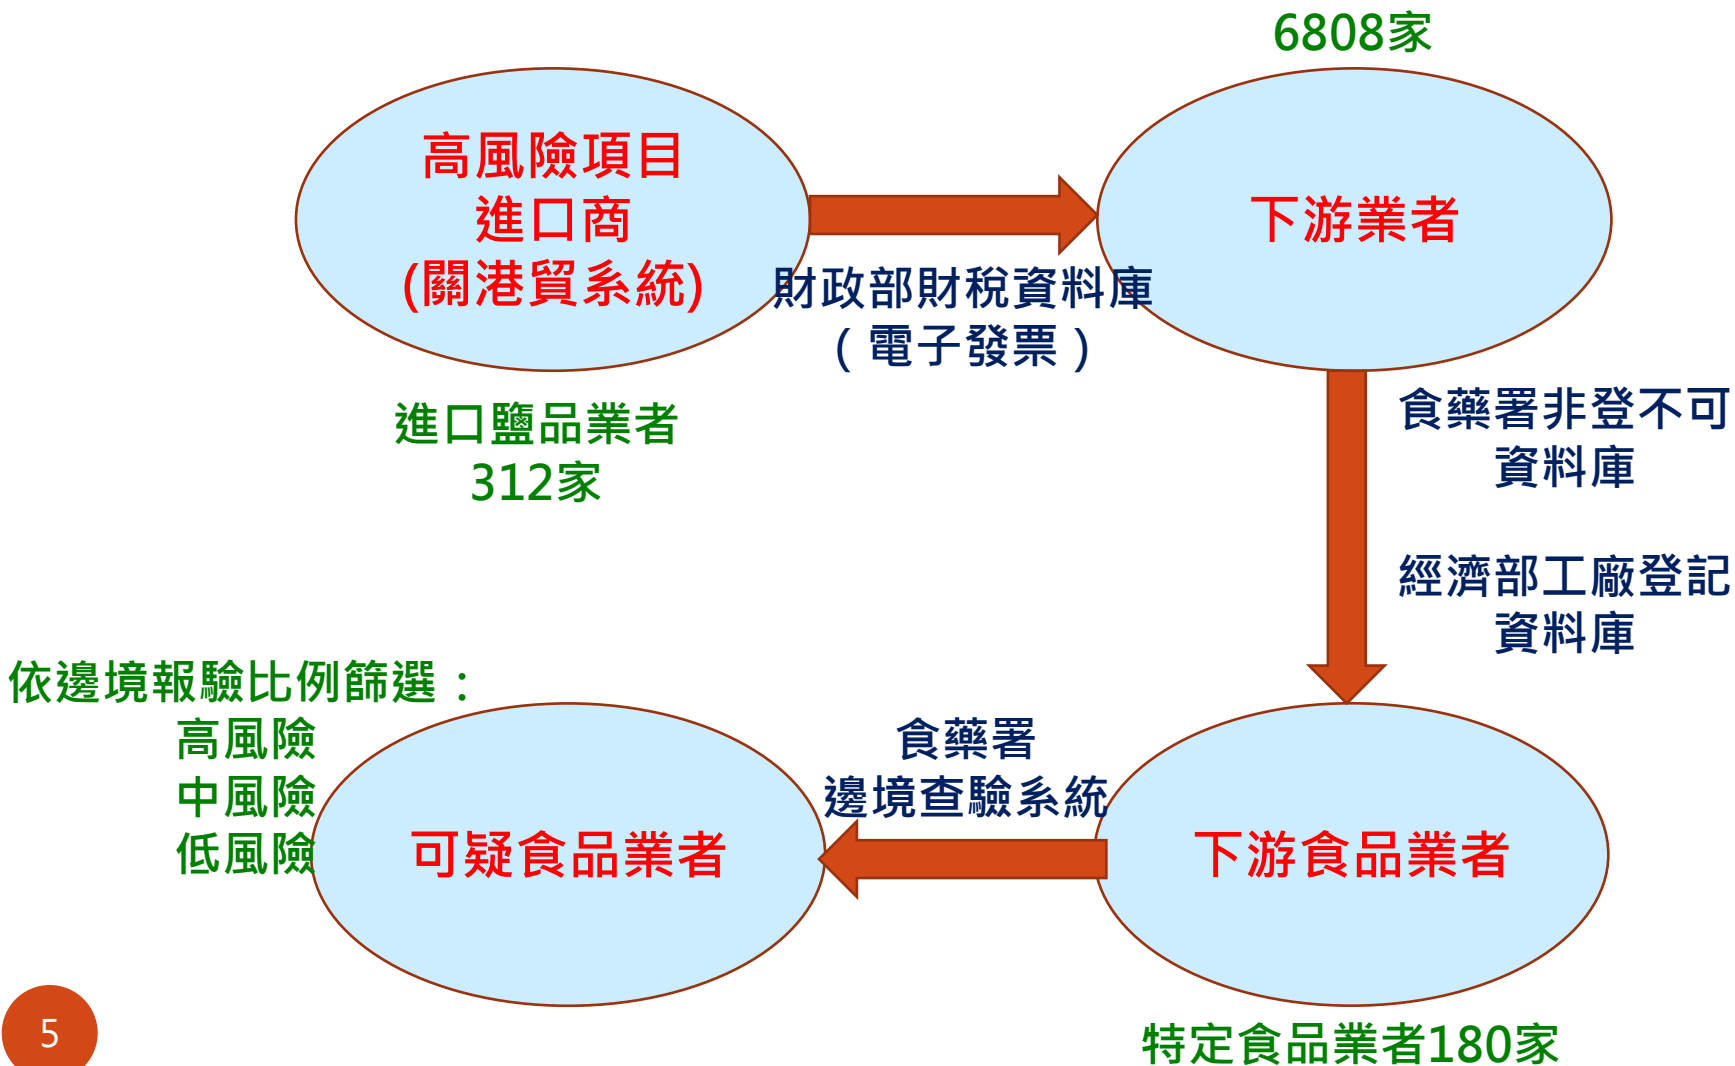 6808家
高風險項目
進口商
(關港貿系統)
下游業者
財政部財稅資料庫
（電子發票）
進口鹽品業者
312家
食藥署非登不可
資料庫
經濟部工廠登記
資料庫
依邊境報驗比例篩選：
高風險
中風險
低風險
食藥署
邊境查驗系統
可疑食品業者
下游食品業者
特定食品業者180家
5